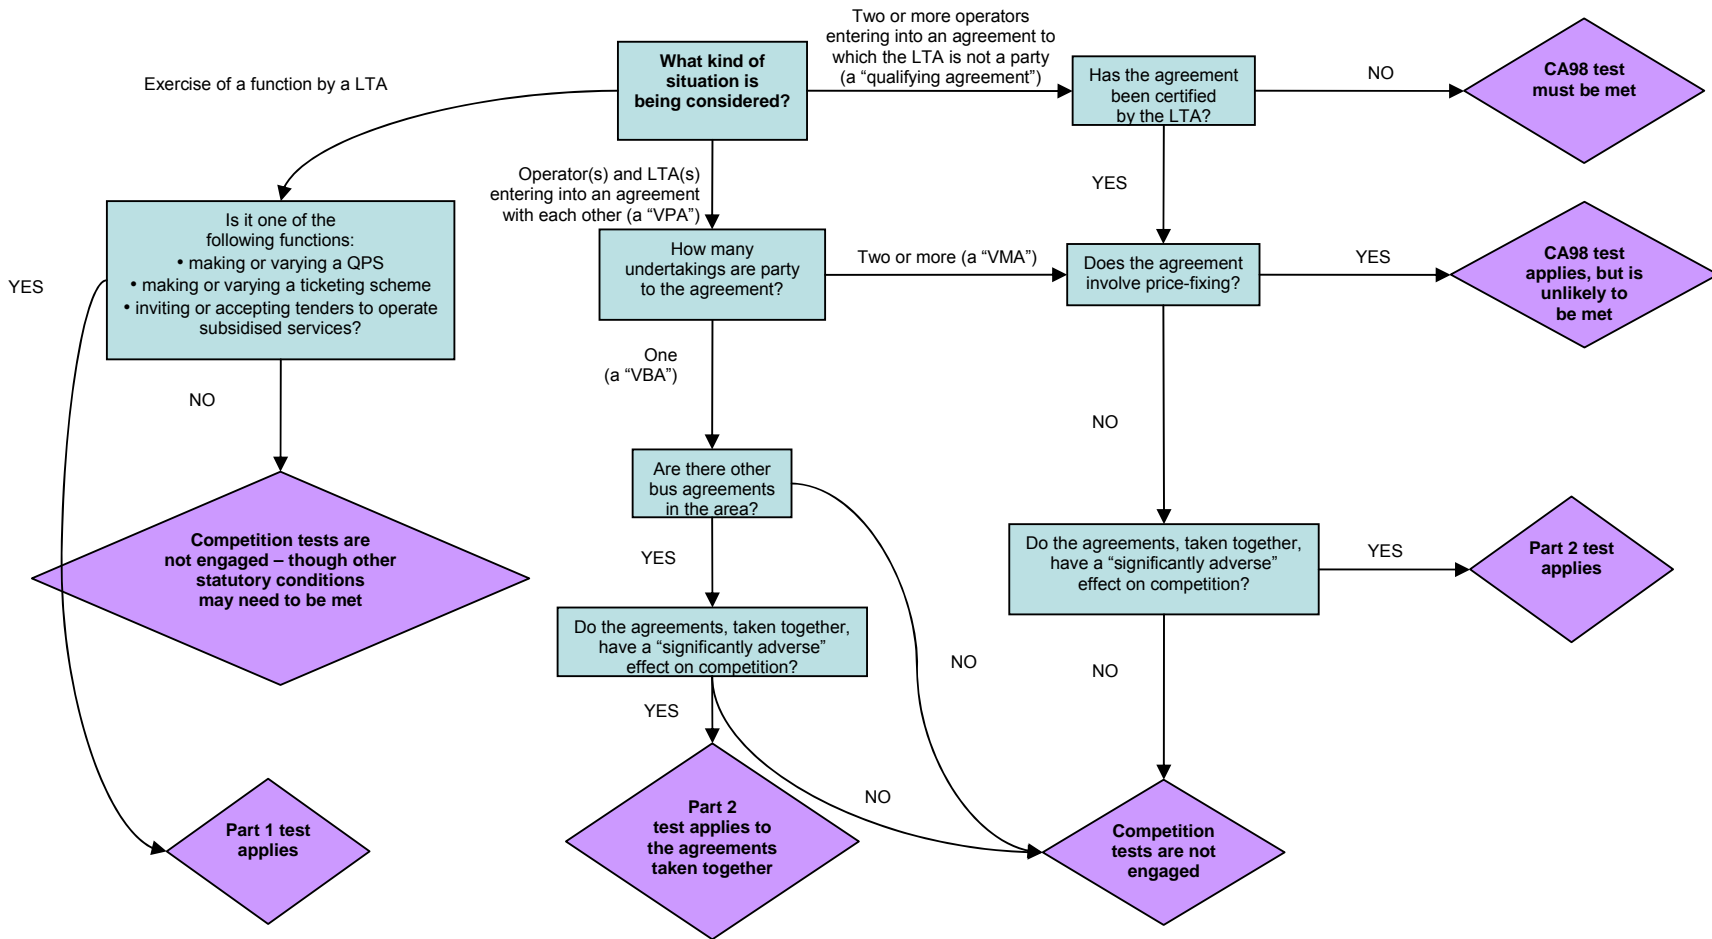 Two or more operators
entering into an agreement to
which the LTA is not a party
(a “qualifying agreement”)
What kind of
situation is
being considered?
Exercise of a function by a LTA
Has the agreement
been certified
by the LTA?
NO
CA98 test
must be met
YES
Operator(s) and LTA(s)
entering into an agreement
with each other (a “VPA”)
Is it one of the
following functions:
• making or varying a QPS
• making or varying a ticketing scheme
• inviting or accepting tenders to operate
subsidised services?
YES
How many
undertakings are party
to the agreement?
Two or more (a “VMA”)
Does the agreement
involve price-fixing?
YES
CA98 test
applies, but is
unlikely to
be met
One
(a “VBA”)
NO
NO
Are there other
bus agreements
in the area?
Competition tests are
not engaged – though other
statutory conditions
may need to be met
YES
Do the agreements, taken together,
have a “significantly adverse”
effect on competition?
YES
Part 2 test
applies
Do the agreements, taken together,
have a “significantly adverse”
effect on competition?
NO
NO
YES
NO
Part 1 test
applies
Part 2
test applies to
the agreements
taken together
Competition
tests are not
engaged